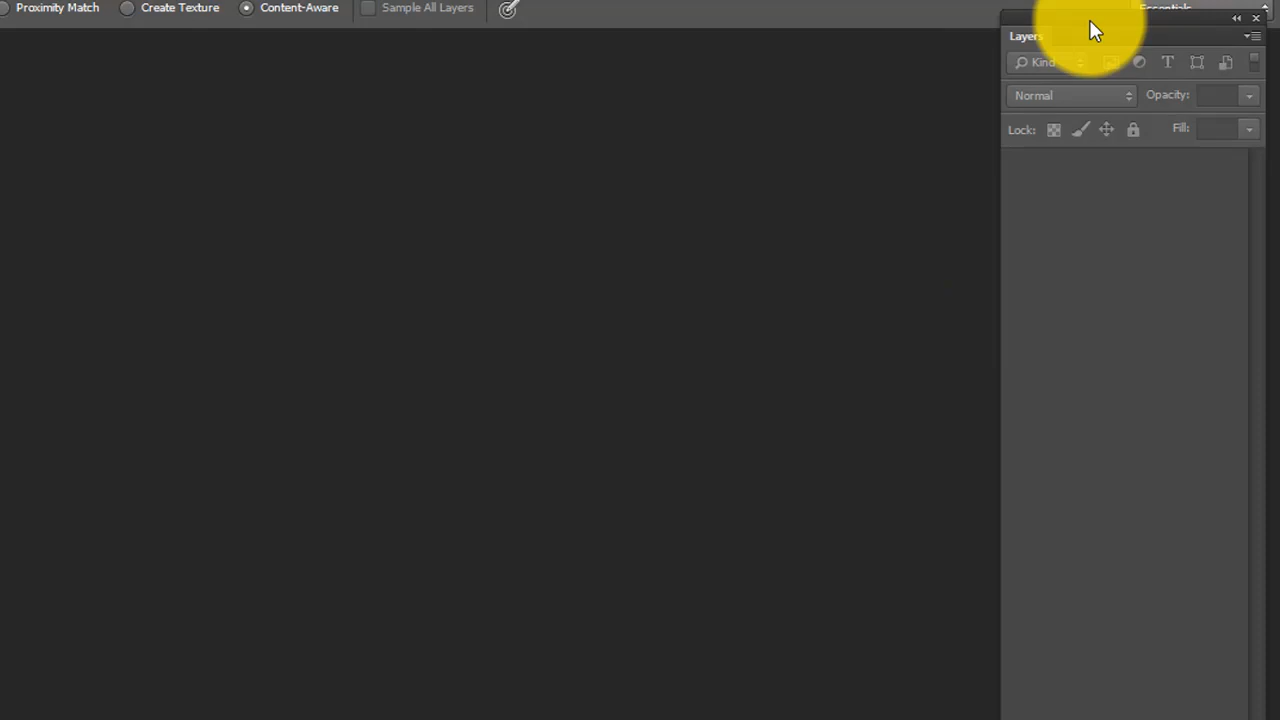 Proximity Match Create Texture Content-Aware Sample All Layers Essentials
Layers
Kind
Normal Opacity:
Lock: Fill: